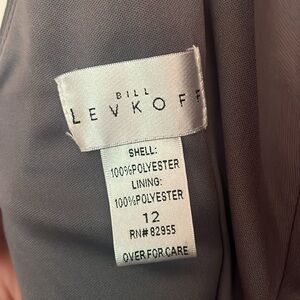 BILL
LEVKOFF
SHELL:
100%POLYESTER
LINING:
100%POLYESTER
12
RN#82955
OVER FOR CARE